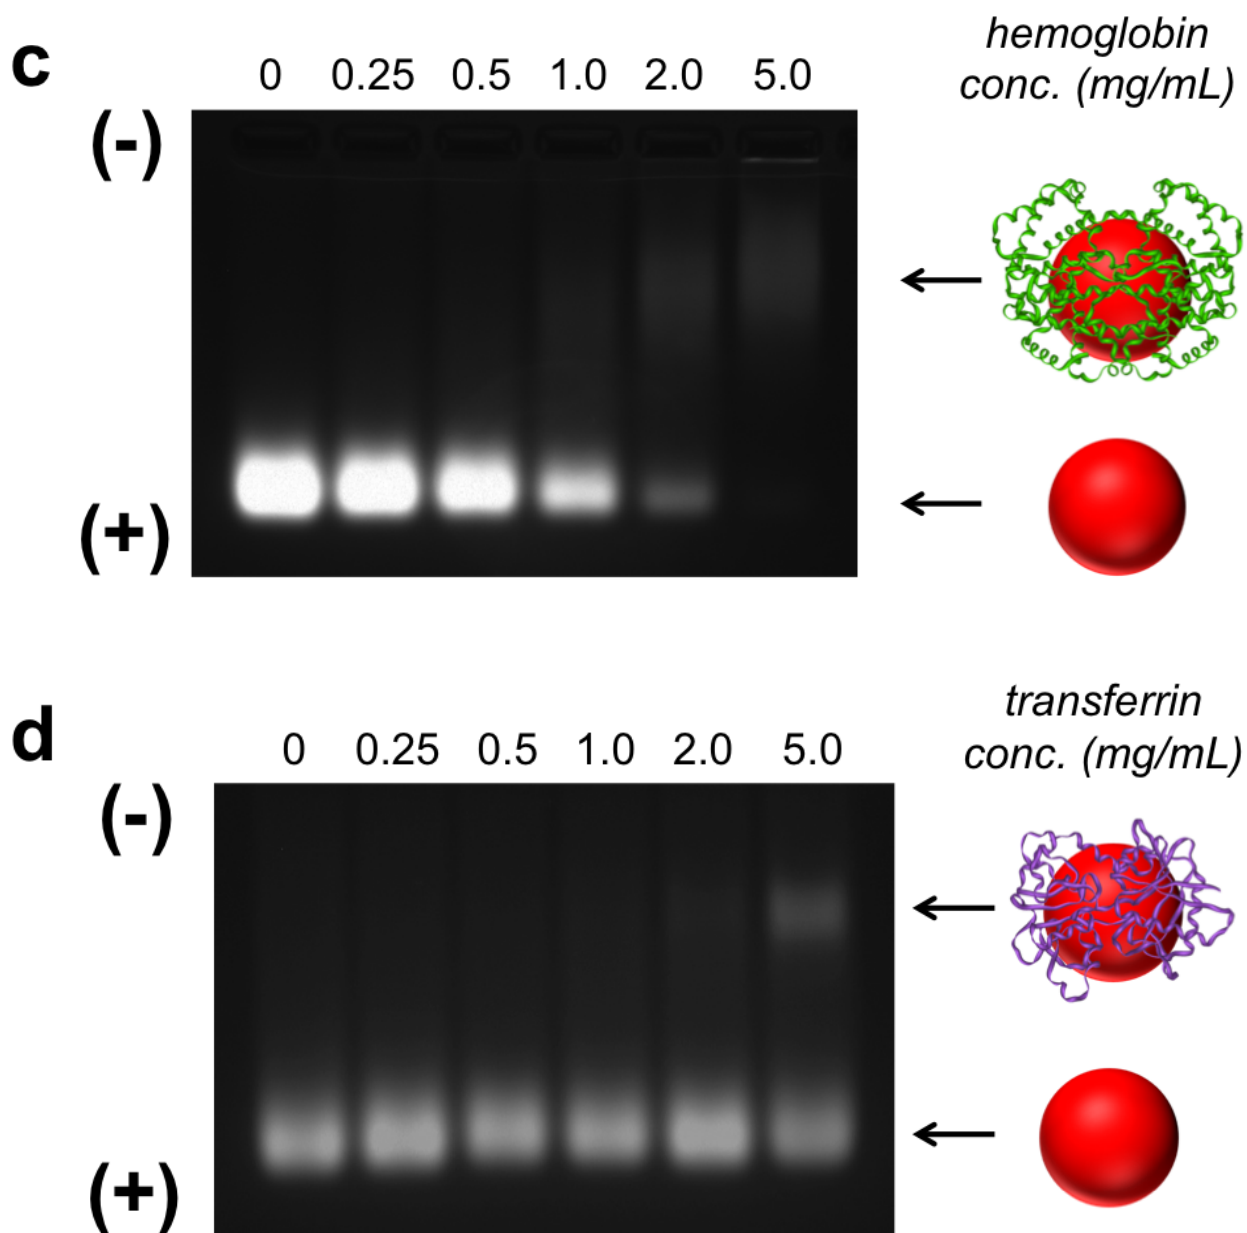 c
0 0.25 0.5 1.0 2.0 5.0
hemoglobin
conc. (mg/mL)
(-)
(+)
d
0 0.25 0.5 1.0 2.0 5.0
transferrin
conc. (mg/mL)
(-)
(+)